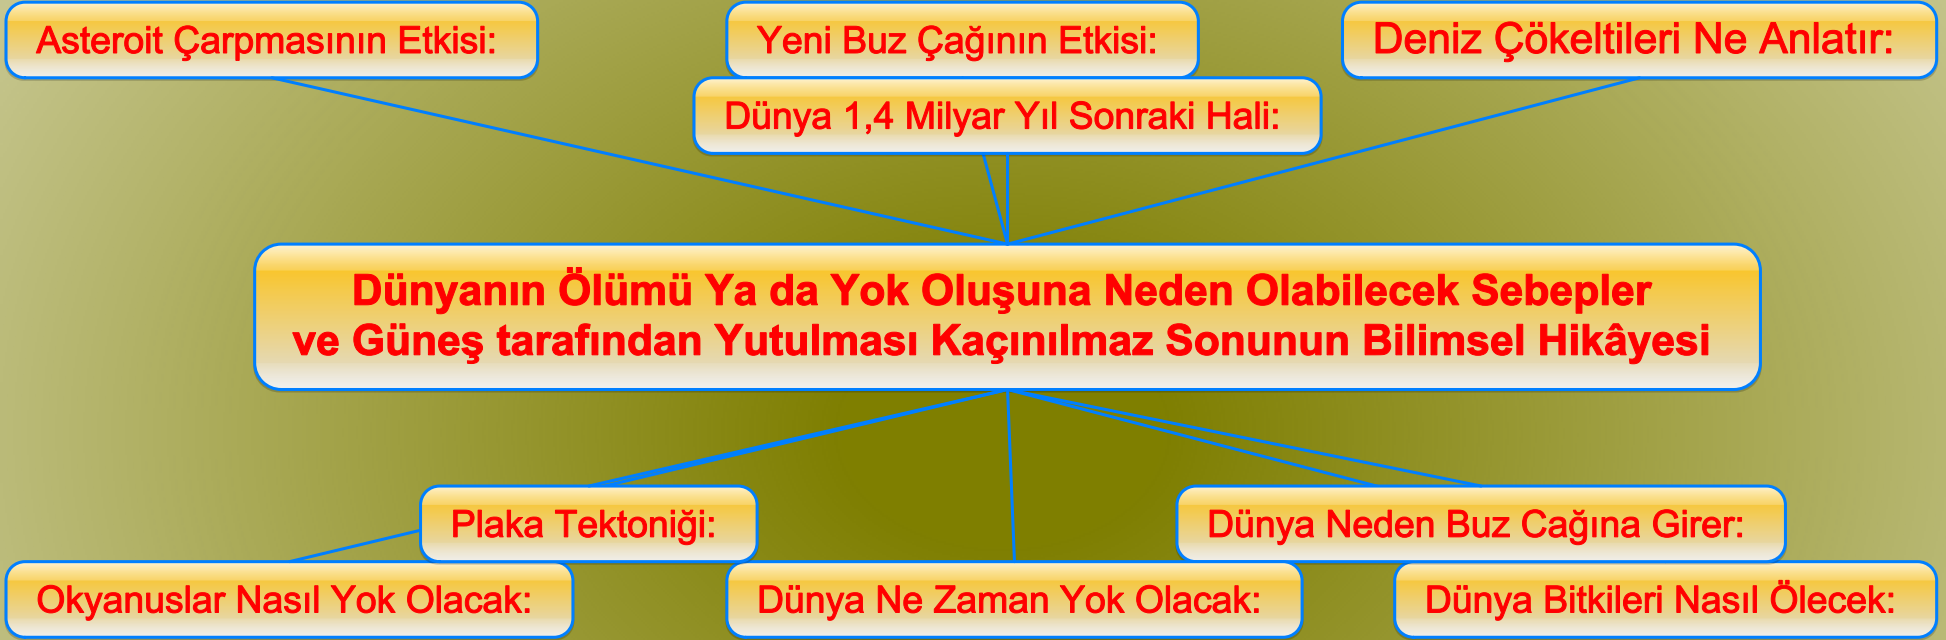 Asteroit Çarpmasının Etkisi:
Yeni Buz Çağının Etkisi:
Deniz Çökeltileri Ne Anlatır:
Dünya 1,4 Milyar Yıl Sonraki Hali:
Dünyanın Ölümü Ya da Yok Oluşuna Neden Olabilecek Sebepler
ve Güneş tarafından Yutulması Kaçınılmaz Sonunun Bilimsel Hikâyesi
Plaka Tektoniği:
Dünya Neden Buz Cağına Girer:
Okyanuslar Nasıl Yok Olacak:
Dünya Ne Zaman Yok Olacak:
Dünya Bitkileri Nasıl Ölecek: